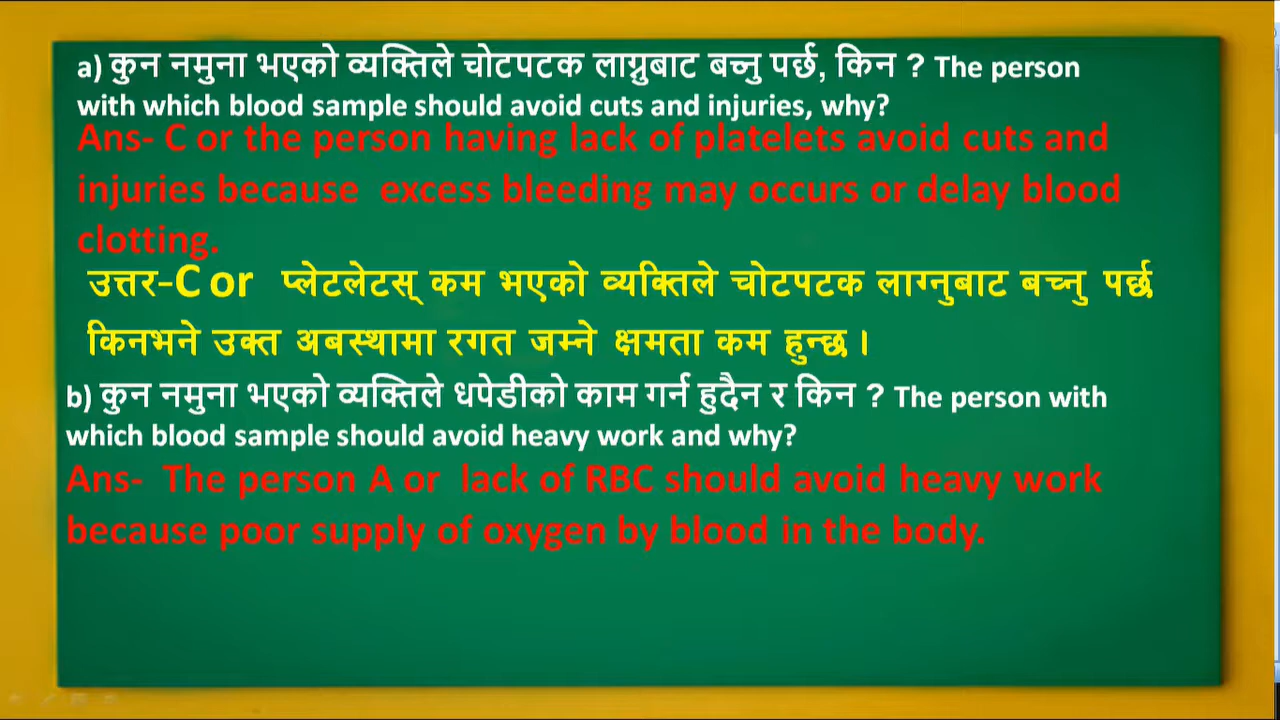 a) कुन नमुना भएको व्यक्तिले चोटपटक लाग्नुबाट बच्नु पर्छ, किन ? The person
with which blood sample should avoid cuts and injuries, why?
Ans- C or the person having lack of platelets avoid cuts and
injuries because excess bleeding may occurs or delay blood
clotting.
उत्तर-C or प्लेटलेटस् कम भएको व्यक्तिले चोटपटक लाग्नुबाट बच्नु पर्छ
किनभने उक्त अबस्थामा रगत जम्ने क्षमता कम हुन्छ ।
b) कुन नमुना भएको व्यक्तिले धपेडीको काम गर्न हुदैन र किन ? The person with
which blood sample should avoid heavy work and why?
Ans- The person A or lack of RBC should avoid heavy work
because poor supply of oxygen by blood in the body.